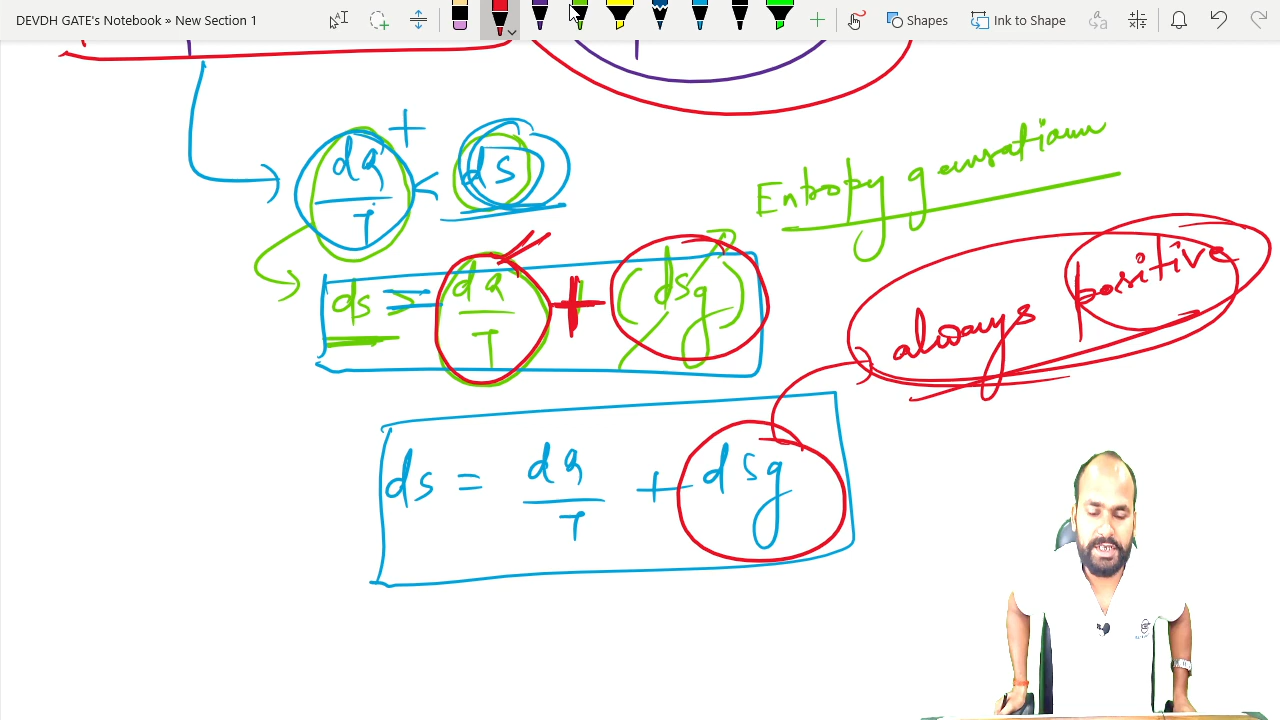 DEVDH GATE's Notebook » New Section 1
Shapes
Ink to Shape
+
dQ/T < ds
Entropy generation
ds = dQ/T + (dsg)
always positive
ds = dQ/T + dsg